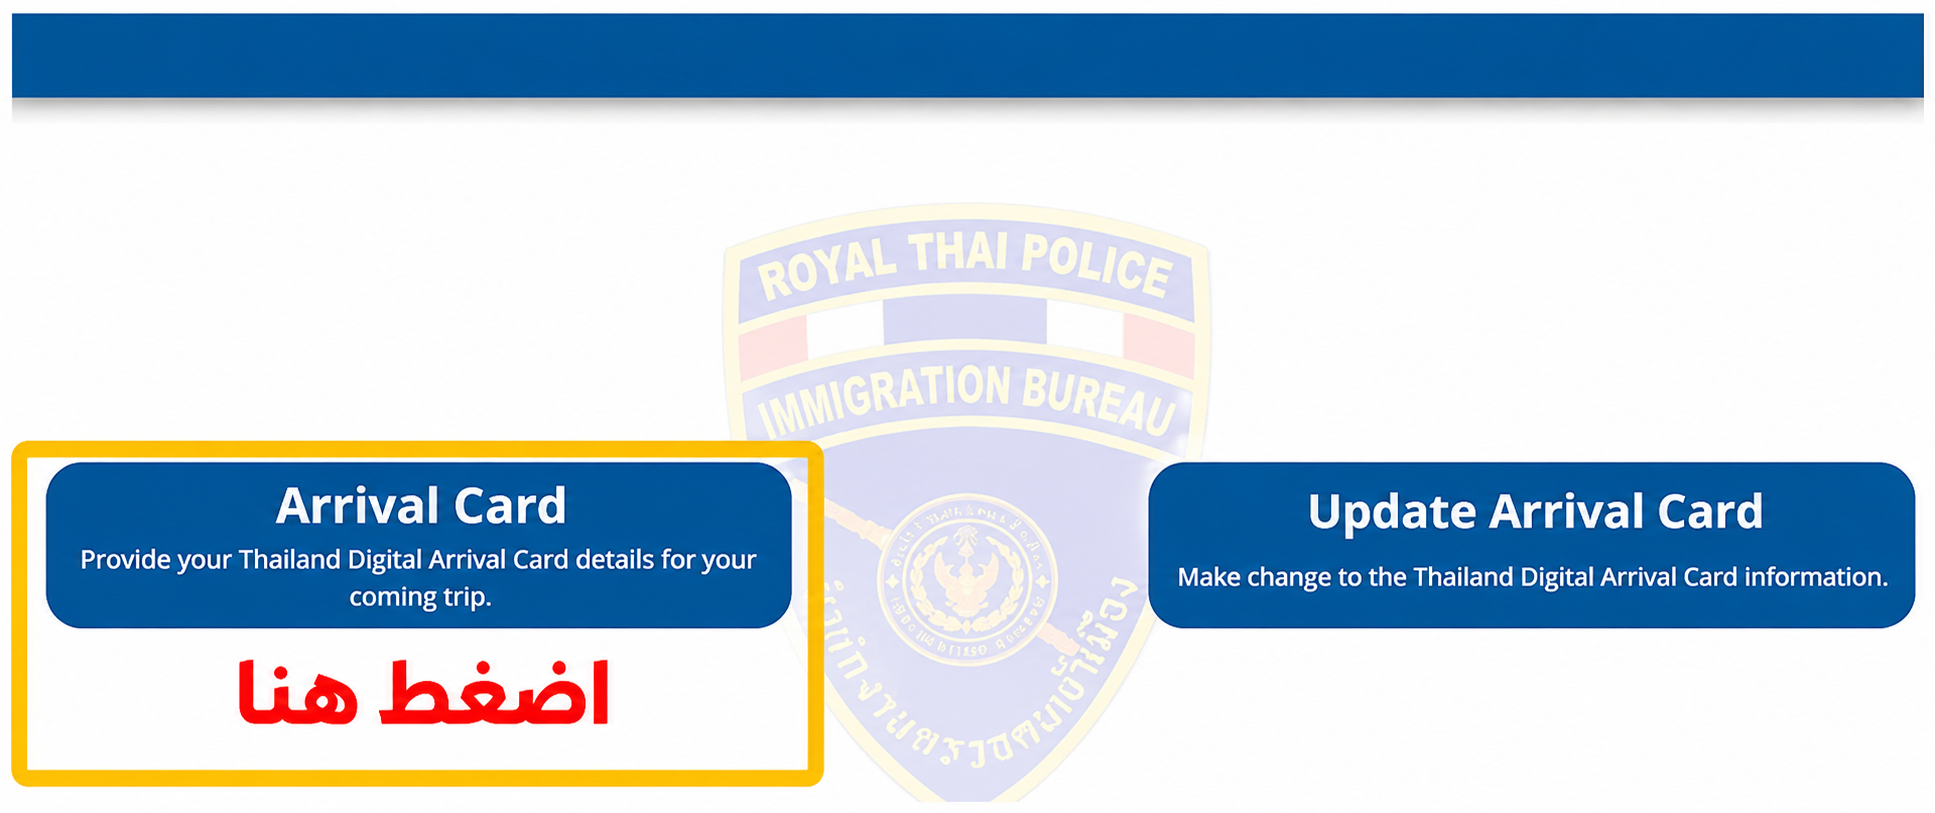 ROYAL THAI POLICE
IMMIGRATION BUREAU
Arrival Card
Provide your Thailand Digital Arrival Card details for your
coming trip.
اضغط هنا
Update Arrival Card
Make change to the Thailand Digital Arrival Card information.